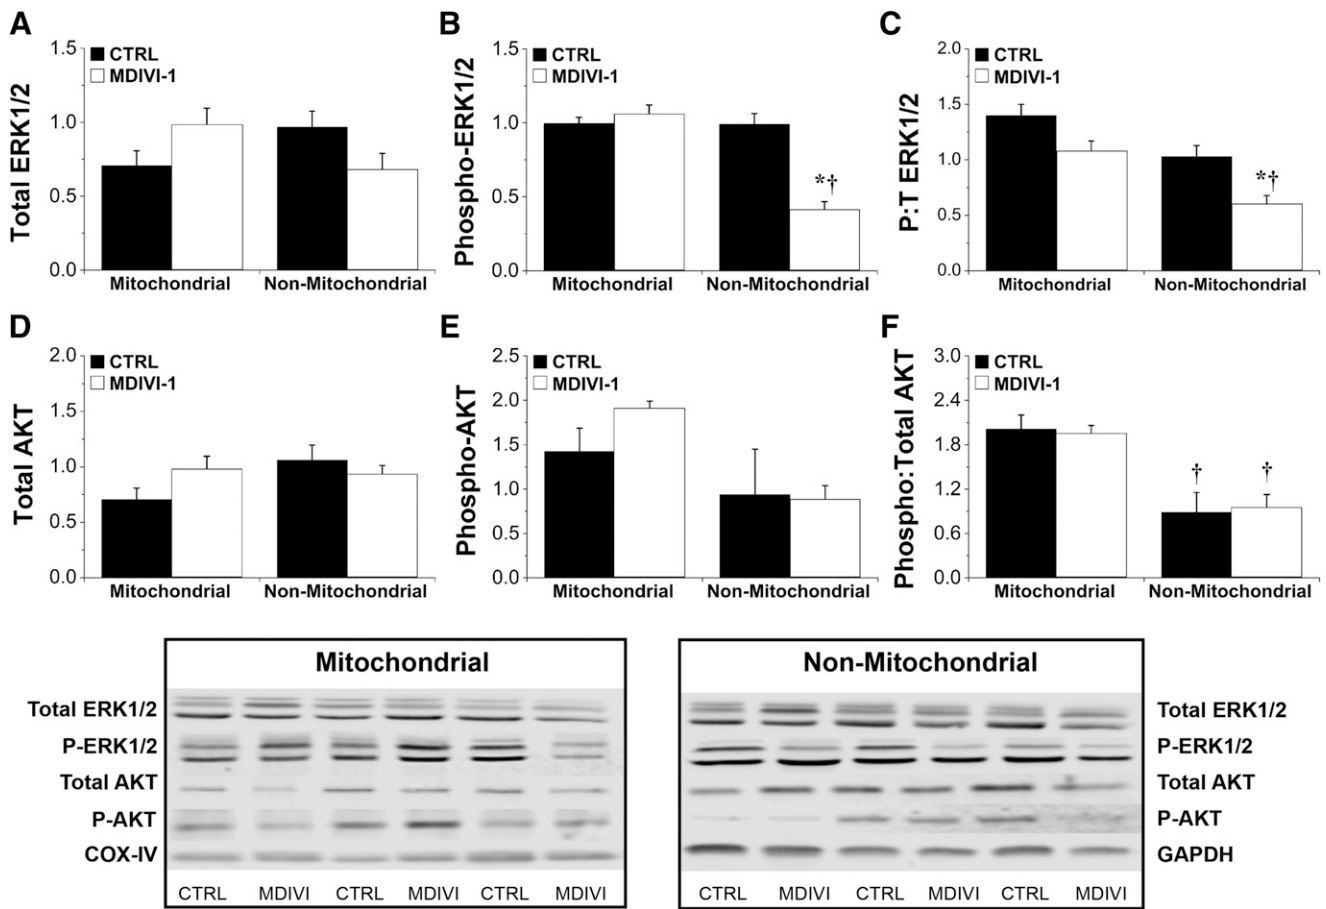 A
Total ERK1/2
1.5
1.0
0.5
0.0
CTRL
MDIVI-1
Mitochondrial
Non-Mitochondrial
B
Phospho-ERK1/2
1.5
1.0
0.5
0.0
CTRL
MDIVI-1
*†
Mitochondrial
Non-Mitochondrial
C
P:T ERK1/2
2.0
1.5
1.0
0.5
0.0
CTRL
MDIVI-1
*†
Mitochondrial
Non-Mitochondrial
D
Total AKT
2.0
1.5
1.0
0.5
0.0
CTRL
MDIVI-1
Mitochondrial
Non-Mitochondrial
E
Phospho-AKT
2.5
2.0
1.5
1.0
0.5
0.0
CTRL
MDIVI-1
Mitochondrial
Non-Mitochondrial
F
Phospho:Total AKT
3.0
2.4
1.8
1.2
0.6
0.0
CTRL
MDIVI-1
† †
Mitochondrial
Non-Mitochondrial
Mitochondrial
Total ERK1/2
P-ERK1/2
Total AKT
P-AKT
COX-IV
CTRL MDIVI CTRL MDIVI CTRL MDIVI
Non-Mitochondrial
Total ERK1/2
P-ERK1/2
Total AKT
P-AKT
GAPDH
CTRL MDIVI CTRL MDIVI CTRL MDIVI